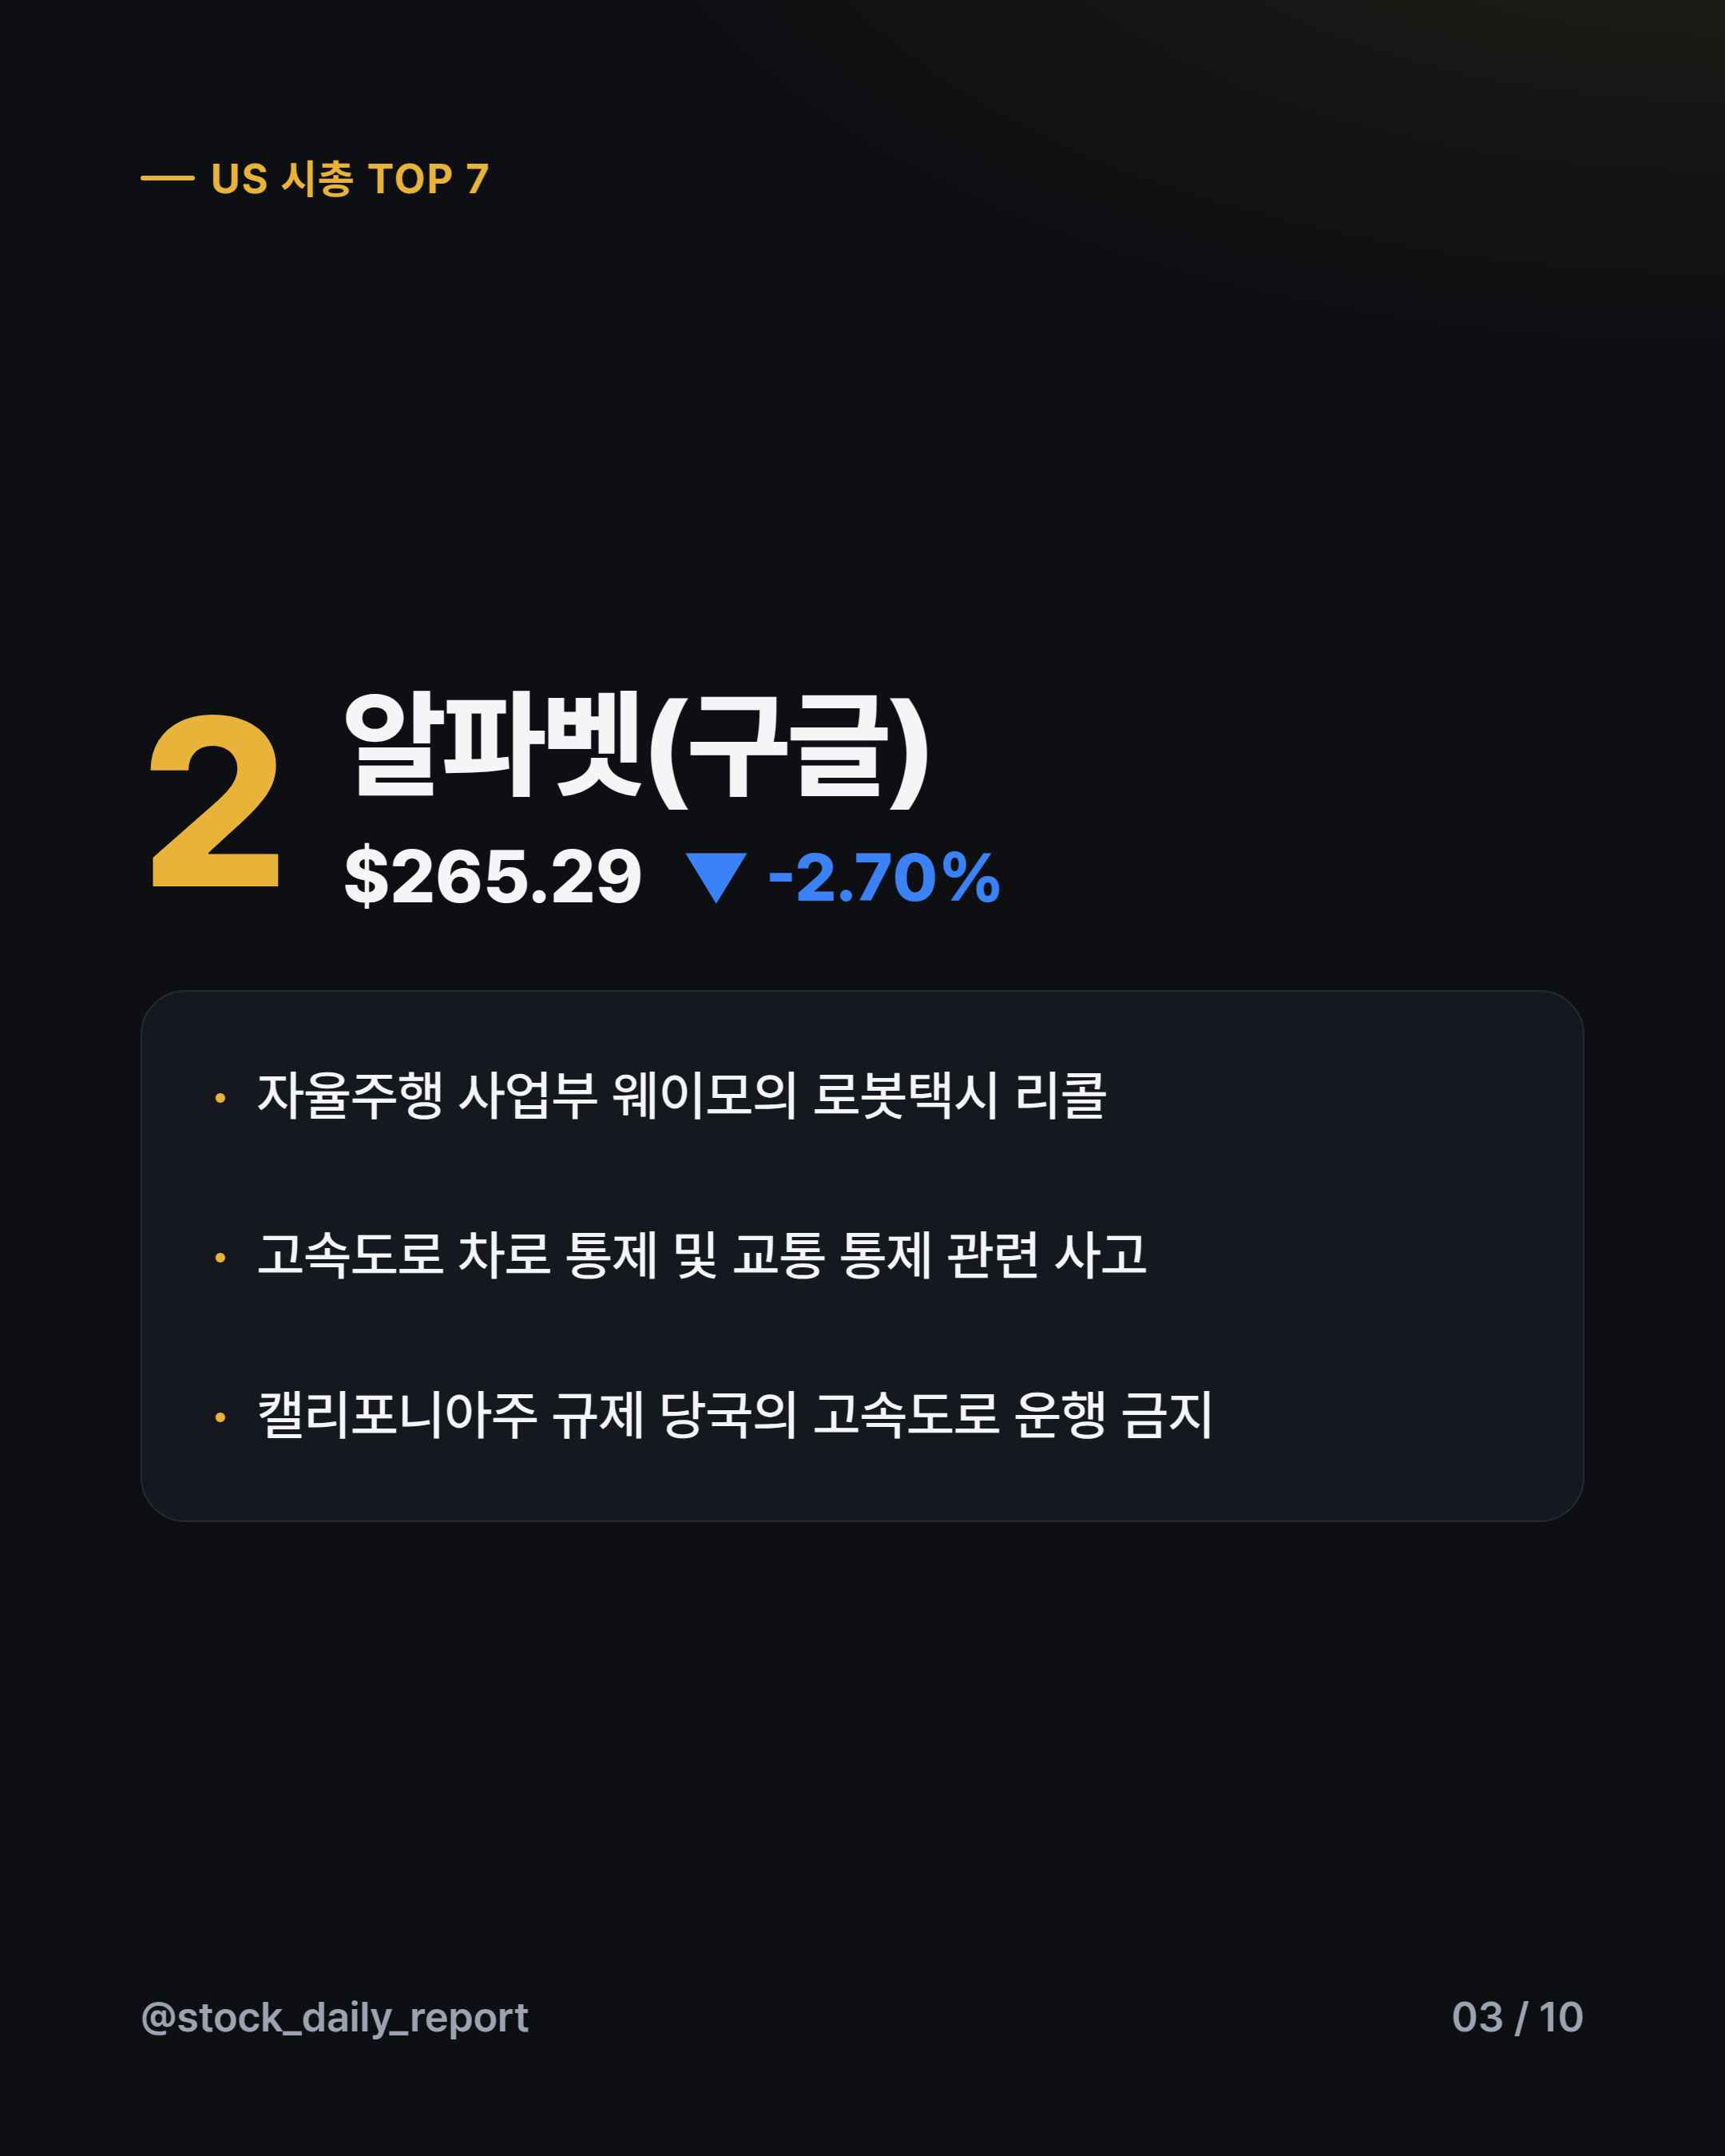 US 시총 TOP 7
2
알파벳(구글)
$265.29 ▼ -2.70%
• 자율주행 사업부 웨이모의 로봇택시 리콜
• 고속도로 차로 통제 및 교통 통제 관련 사고
• 캘리포니아주 규제 당국의 고속도로 운행 금지
@stock_daily_report
03 / 10